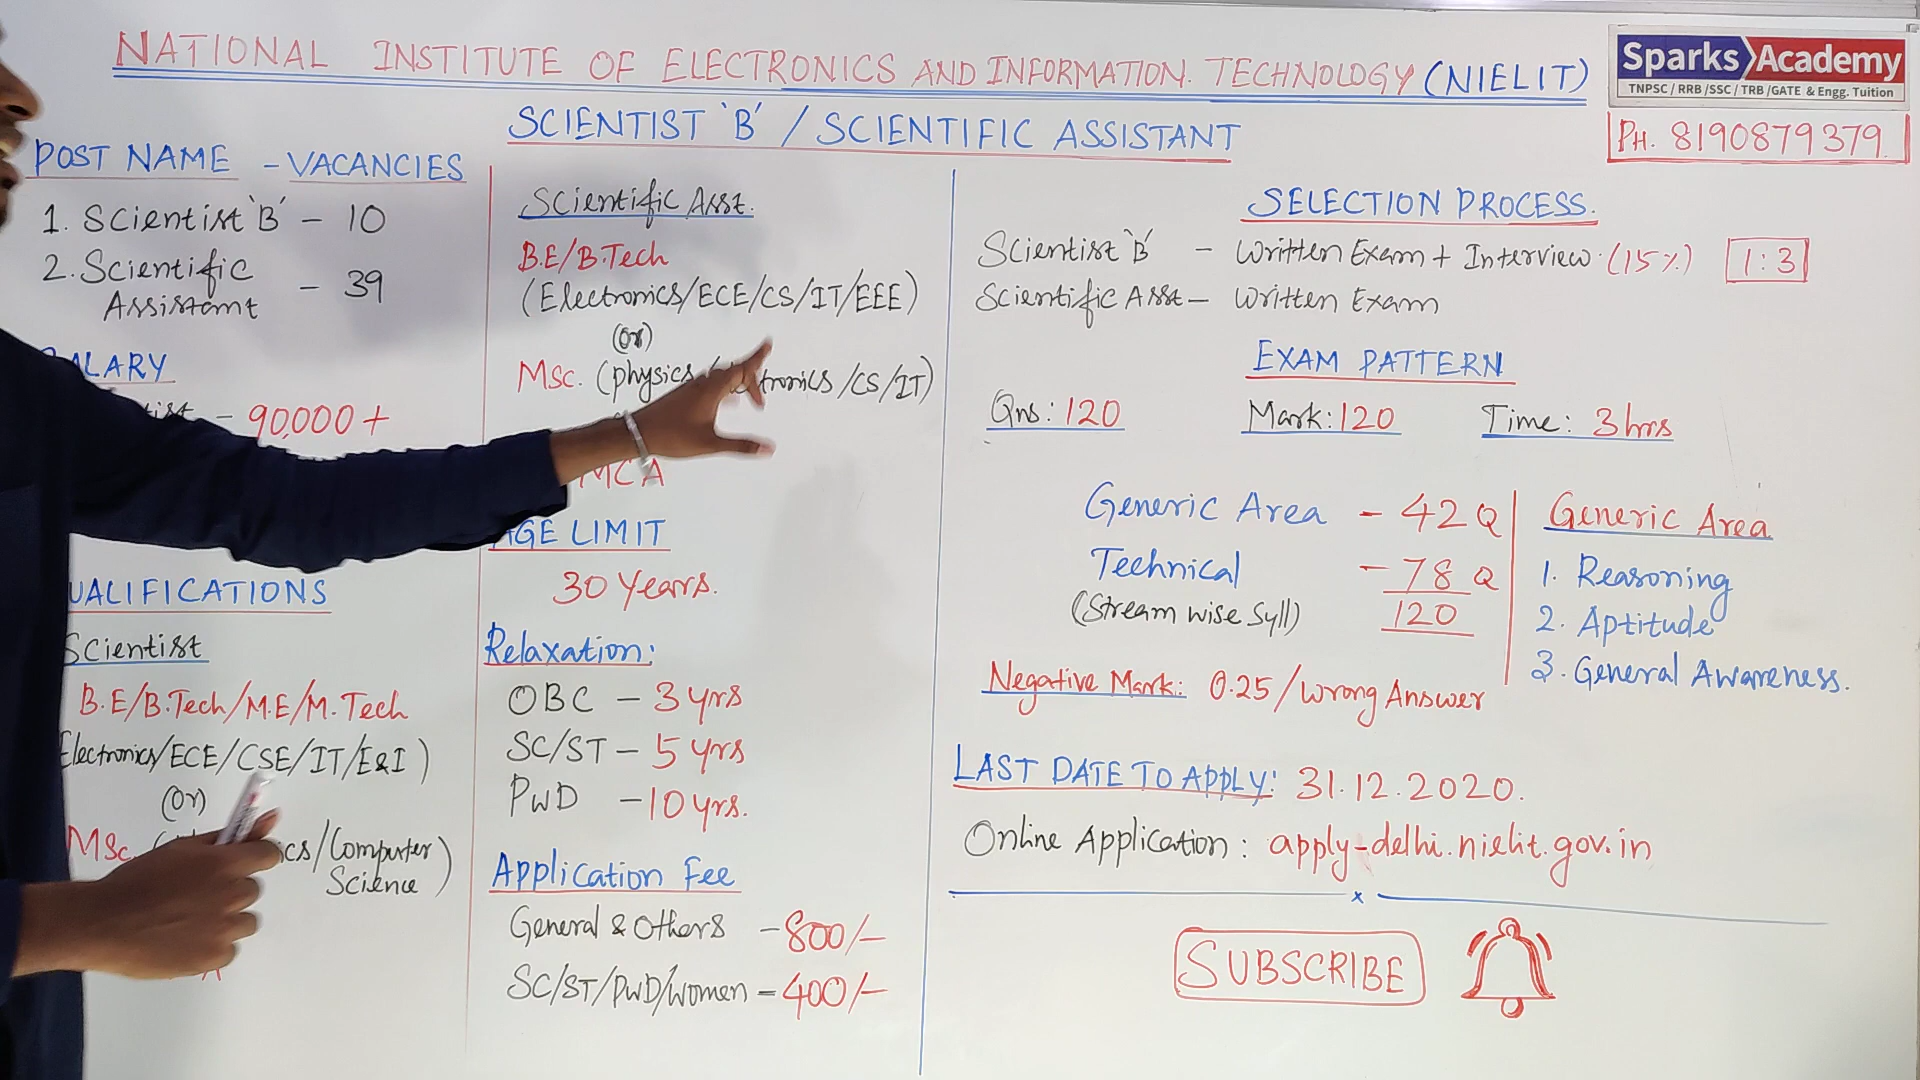 NATIONAL INSTITUTE OF ELECTRONICS AND INFORMATION. TECHNOLOGY (NIELIT)
Sparks Academy
TNPSC / RRB /SSC / TRB /GATE & Engg. Tuition
PH. 8190879379.
SCIENTIST 'B' / SCIENTIFIC ASSISTANT
POST NAME - VACANCIES
1. Scientist 'B' - 10
2. Scientific
Assistant - 39
- 90,000 +
UALIFICATIONS
Scientist
B.E/B.Tech/M.E/M.Tech
Electronics/ECE/CSE/IT/E&I )
(or)
MSc. ( /Computer
Science )
Scientific Asst.
B.E/B.Tech
(Electronics/ECE/CS/IT/EEE)
(or)
MSc. (physics / /CS/IT)
MCA
AGE LIMIT
30 Years.
Relaxation:
OBC - 3 yrs
SC/ST - 5 yrs
PwD - 10 yrs.
Application Fee
General & Others - 800/-
SC/ST/PwD/Women - 400/-
SELECTION PROCESS.
Scientist 'B' - Written Exam + Interview. (15%) 1:3
Scientific Asst - Written Exam
EXAM PATTERN
Qns: 120 Mark: 120 Time: 3 hrs
Generic Area - 42 Q
Technical - 78 Q
(Stream wise Syll) 120
Generic Area
1. Reasoning
2. Aptitude
3. General Awareness.
Negative Mark: 0.25/wrong Answer
LAST DATE TO APPLY: 31.12.2020.
Online Application: apply-delhi.nielit.gov.in
x
SUBSCRIBE